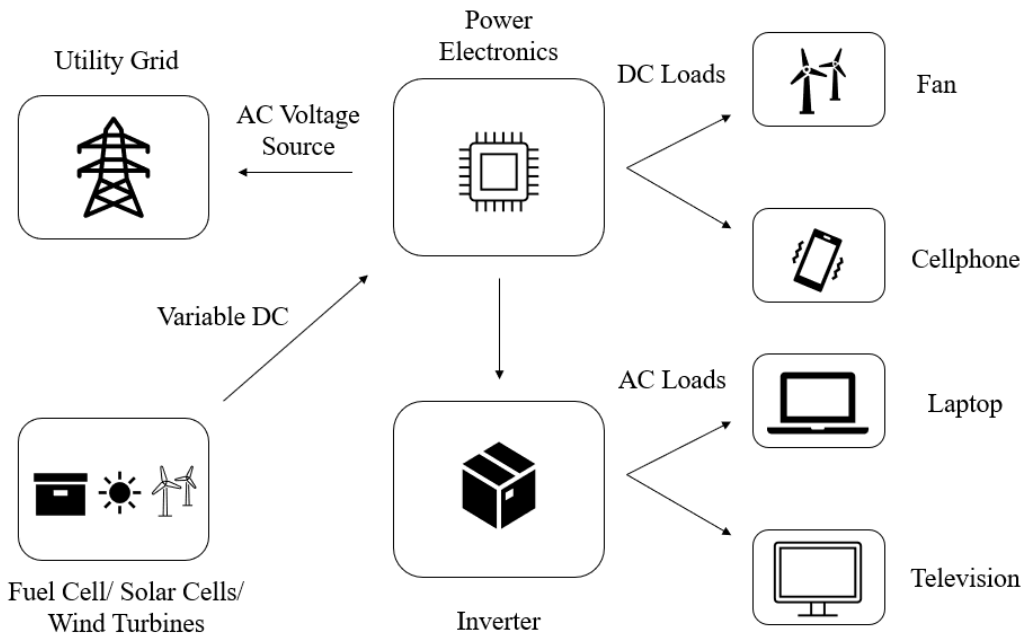 Power
Electronics
Utility Grid
DC Loads
Fan
AC Voltage
Source
Cellphone
Variable DC
AC Loads
Laptop
Television
Fuel Cell/ Solar Cells/
Wind Turbines
Inverter